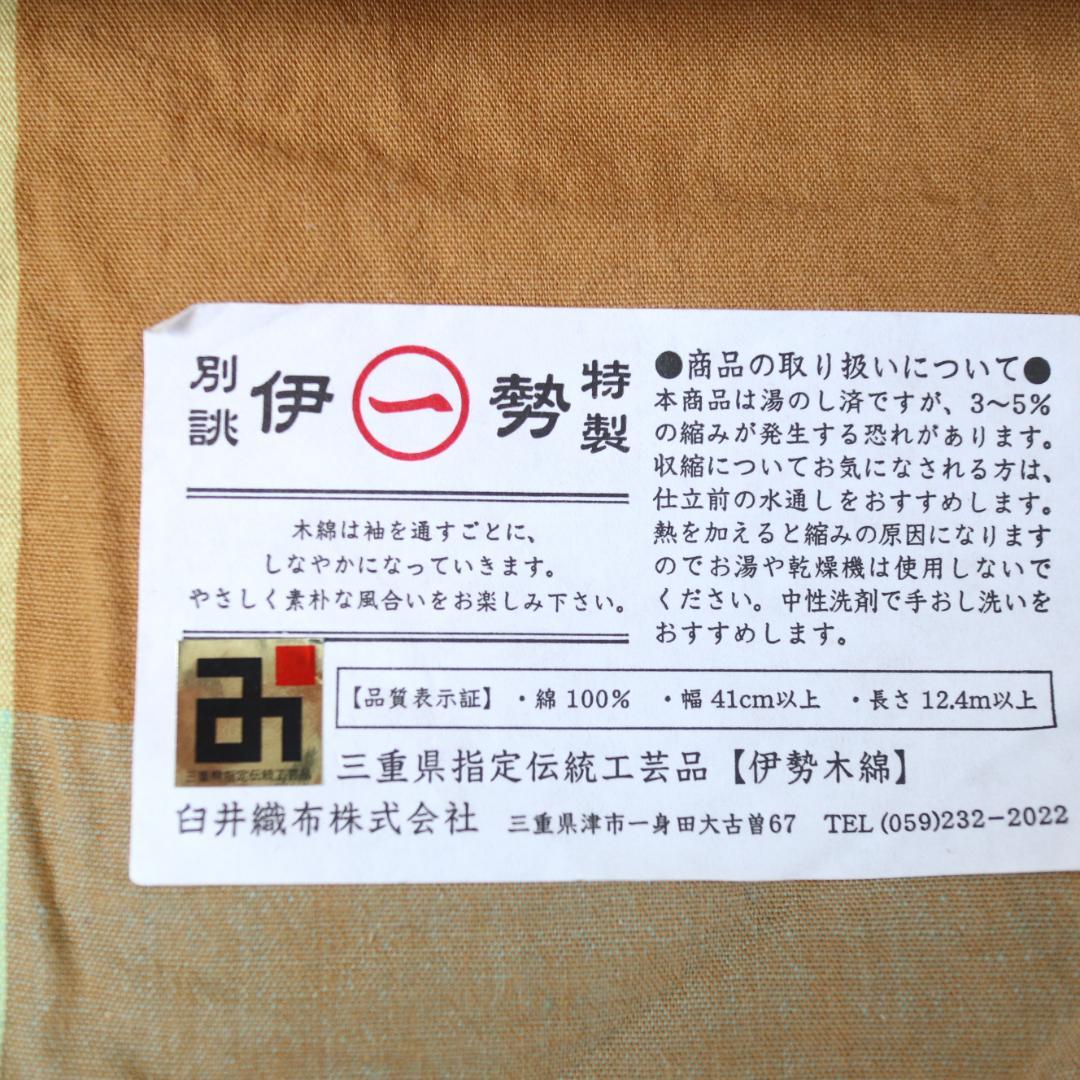 別誂 伊 一 勢 特製
木綿は袖を通すごとに、
しなやかになっていきます。
やさしく素朴な風合いをお楽しみ下さい。
●商品の取り扱いについて●
本商品は湯のし済ですが、3〜5%
の縮みが発生する恐れがあります。
収縮についてお気になされる方は、
仕立前の水通しをおすすめします。
熱を加えると縮みの原因になります
のでお湯や乾燥機は使用しないで
ください。中性洗剤で手おし洗いを
おすすめします。
【品質表示証】 ・綿 100% ・幅 41cm以上 ・長さ 12.4m以上
三重県指定伝統工芸品
三重県指定伝統工芸品【伊勢木綿】
臼井織布株式会社 三重県津市一身田大古曽67 TEL (059)232-2022